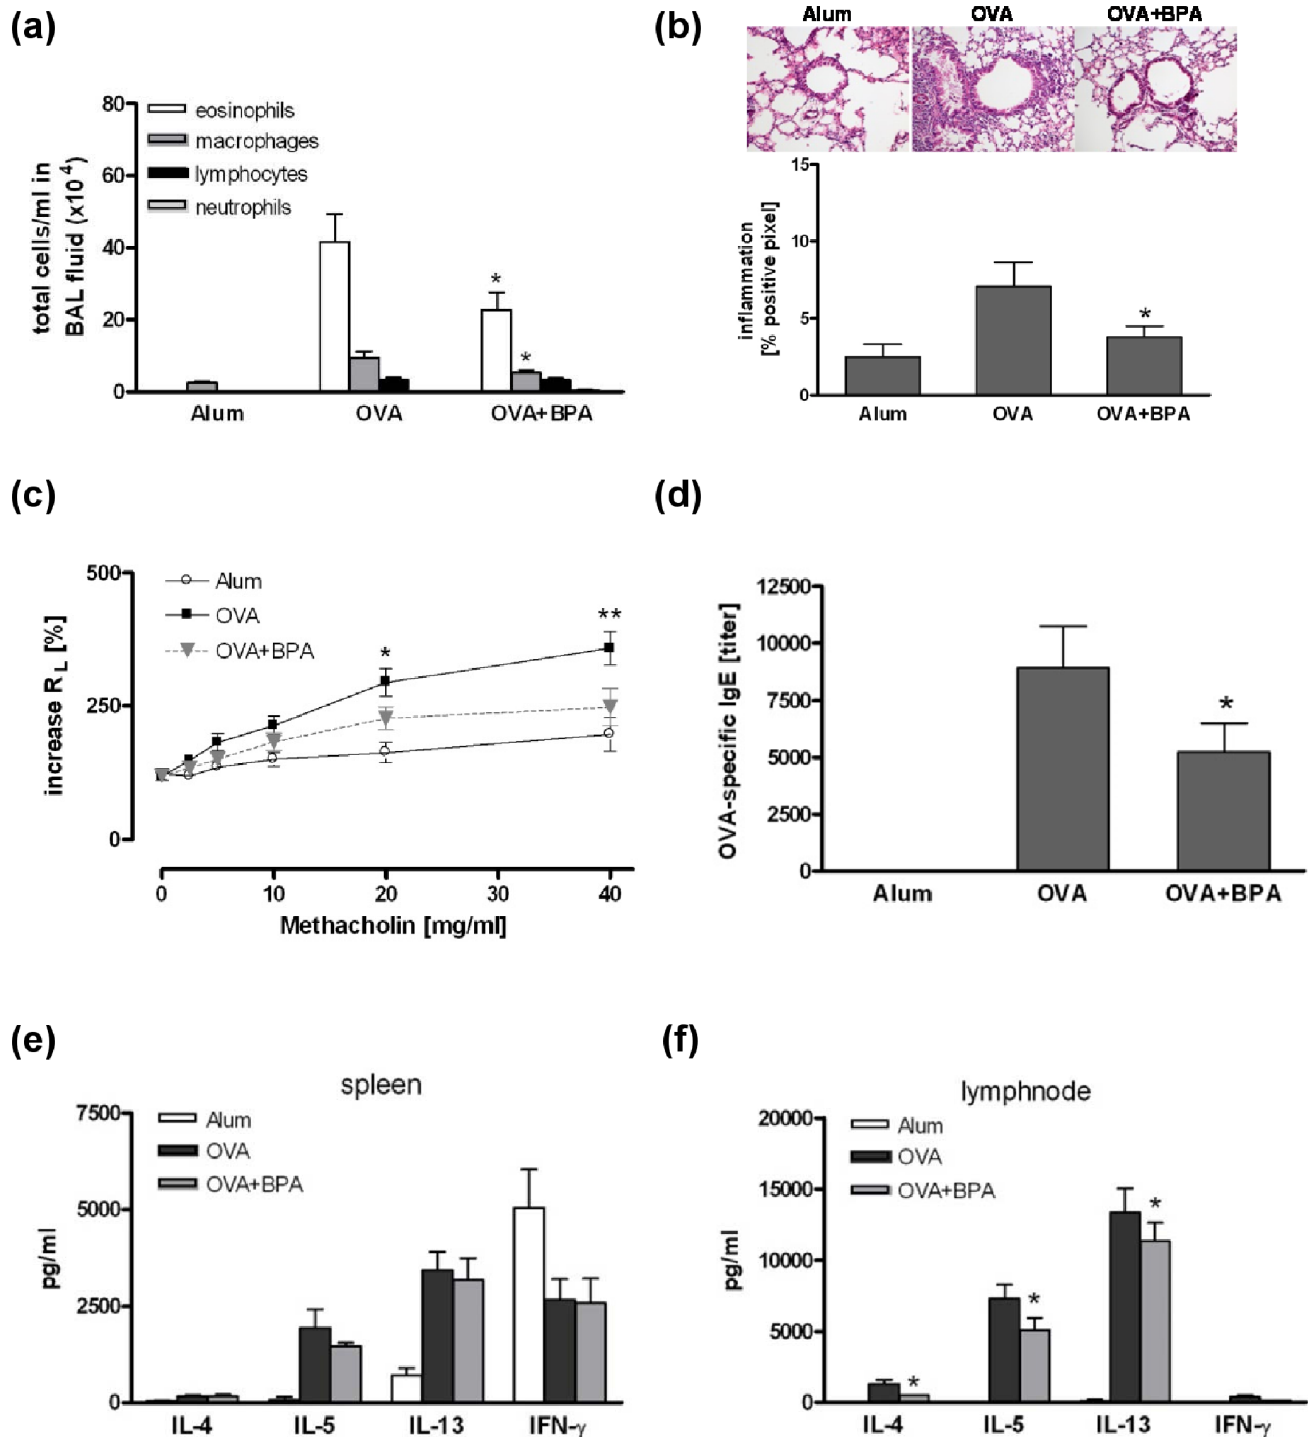 (a)
80
60
40
20
0
total cells/ml in
BAL fluid (x10⁴)
eosinophils
macrophages
lymphocytes
neutrophils
*
*
Alum OVA OVA+BPA
(b)
Alum OVA OVA+BPA
15
10
5
0
inflammation
[% positive pixel]
*
Alum OVA OVA+BPA
(c)
500
250
0
increase R L [%]
Alum
OVA
OVA+BPA
*
**
0 10 20 30 40
Methacholin [mg/ml]
(d)
12500
10000
7500
5000
2500
0
OVA-specific IgE [titer]
*
Alum OVA OVA+BPA
(e)
spleen
7500
5000
2500
0
pg/ml
Alum
OVA
OVA+BPA
IL-4 IL-5 IL-13 IFN-γ
(f)
lymphnode
20000
15000
10000
5000
0
pg/ml
Alum
OVA
OVA+BPA
*
*
*
IL-4 IL-5 IL-13 IFN-γ